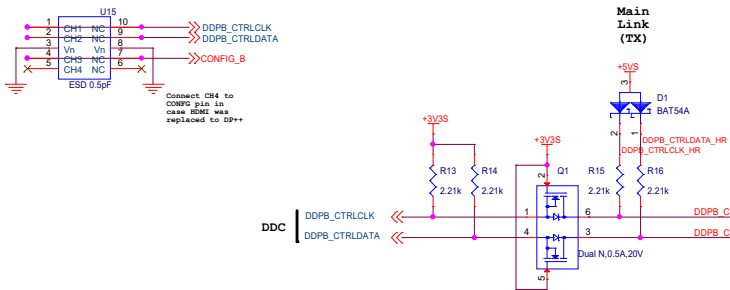 U15
1 CH1 NC 10 DDPB_CTRLCLK
2 CH2 NC 9 DDPB_CTRLDATA
3 Vn Vn 8
4 CH3 NC 7 CONFIG_B
5 CH4 NC 6
ESD 0.5pF
Connect CH4 to
CONFG pin in
case HDMI was
replaced to DP++
Main
Link
(TX)
+5VS
3
D1
BAT54A
2 1
DDPB_CTRLDATA_HR
DDPB_CTRLCLK_HR
+3V3S
+3V3S
R13
2.21k
R14
2.21k
2
Q1
R15
2.21k
R16
2.21k
DDC
DDPB_CTRLCLK
1 6
DDPB_C
DDPB_CTRLDATA
4 3
DDPB_C
5
Dual N,0.5A,20V